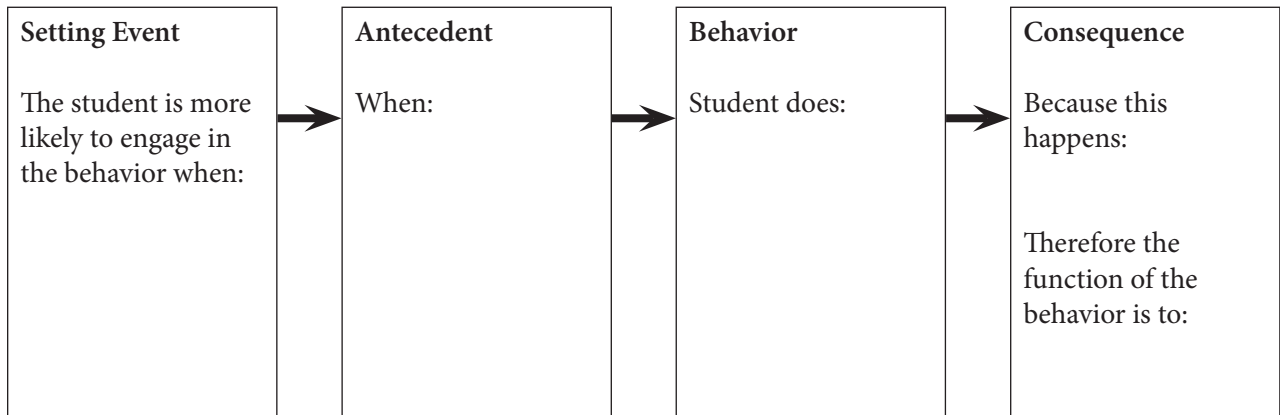 Setting Event
The student is more
likely to engage in
the behavior when:
Antecedent
When:
Behavior
Student does:
Consequence
Because this
happens:
Therefore the
function of the
behavior is to: